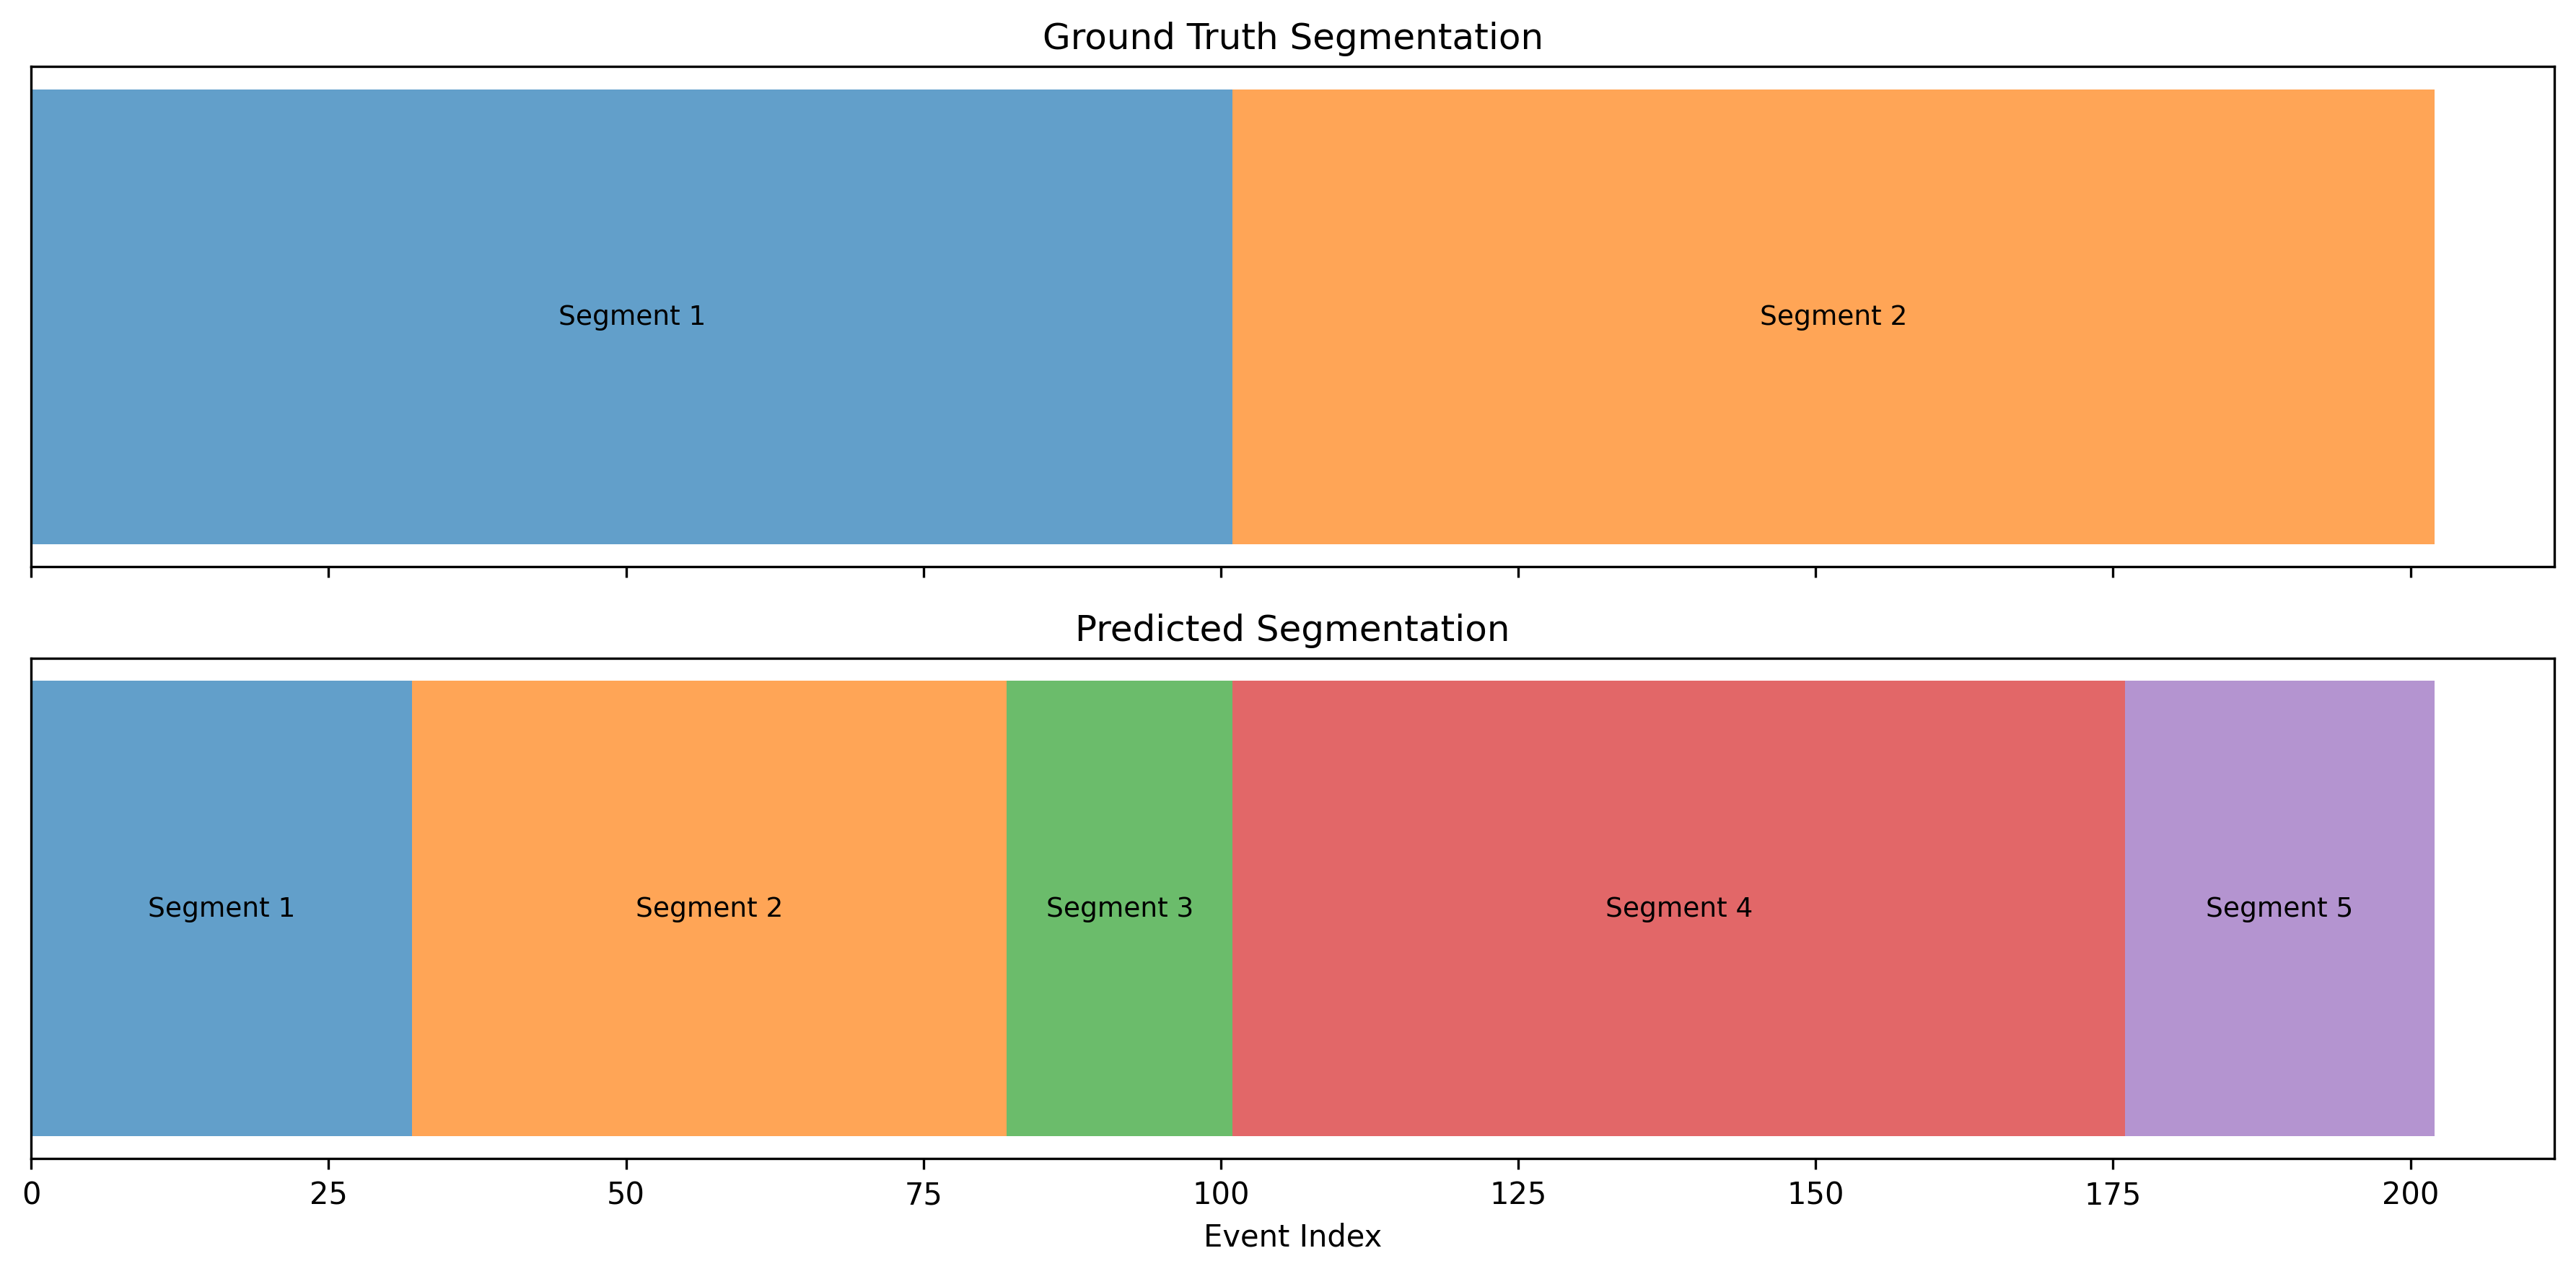 Ground Truth Segmentation
Segment 1 Segment 2
Predicted Segmentation
Segment 1 Segment 2 Segment 3 Segment 4 Segment 5
0 25 50 75 100 125 150 175 200
Event Index